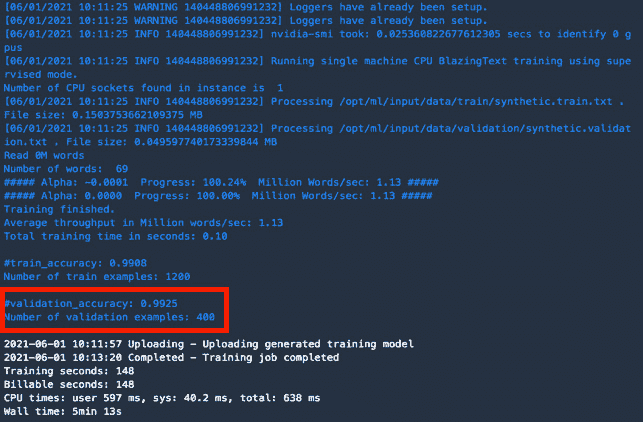 [06/01/2021 10:11:25 WARNING 140448806991232] Loggers have already been setup.
[06/01/2021 10:11:25 WARNING 140448806991232] Loggers have already been setup.
[06/01/2021 10:11:25 INFO 140448806991232] nvidia-smi took: 0.025360822677612305 secs to identify 0 g
pus
[06/01/2021 10:11:25 INFO 140448806991232] Running single machine CPU BlazingText training using supe
rvised mode.
Number of CPU sockets found in instance is  1
[06/01/2021 10:11:25 INFO 140448806991232] Processing /opt/ml/input/data/train/synthetic.train.txt .
File size: 0.1503753662109375 MB
[06/01/2021 10:11:25 INFO 140448806991232] Processing /opt/ml/input/data/validation/synthetic.validat
ion.txt . File size: 0.049597740173339844 MB
Read 0M words
Number of words:  69
##### Alpha: -0.0001  Progress: 100.24%  Million Words/sec: 1.13 #####
##### Alpha: 0.0000  Progress: 100.00%  Million Words/sec: 1.13 #####
Training finished.
Average throughput in Million words/sec: 1.13
Total training time in seconds: 0.10
#train_accuracy: 0.9908
Number of train examples: 1200
#validation_accuracy: 0.9925
Number of validation examples: 400
2021-06-01 10:11:57 Uploading - Uploading generated training model
2021-06-01 10:13:20 Completed - Training job completed
Training seconds: 148
Billable seconds: 148
CPU times: user 597 ms, sys: 40.2 ms, total: 638 ms
Wall time: 5min 13s